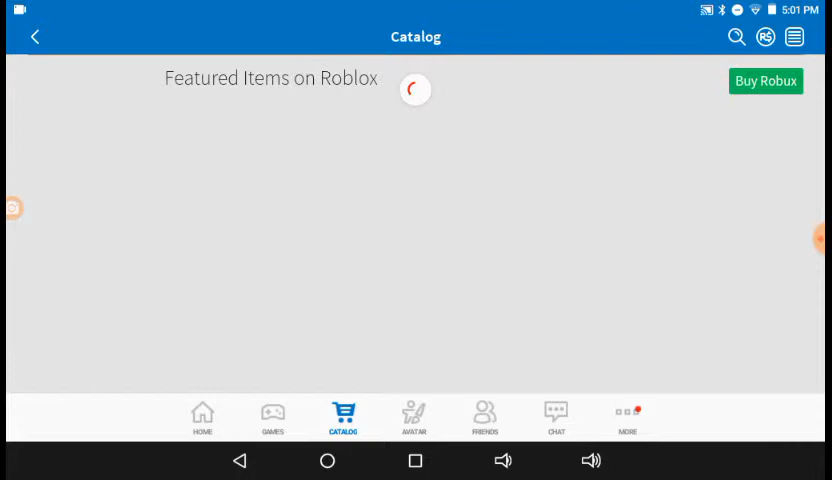 5:01 PM
Catalog
R$
Featured Items on Roblox
Buy Robux
HOME
GAMES
CATALOG
AVATAR
FRIENDS
CHAT
MORE